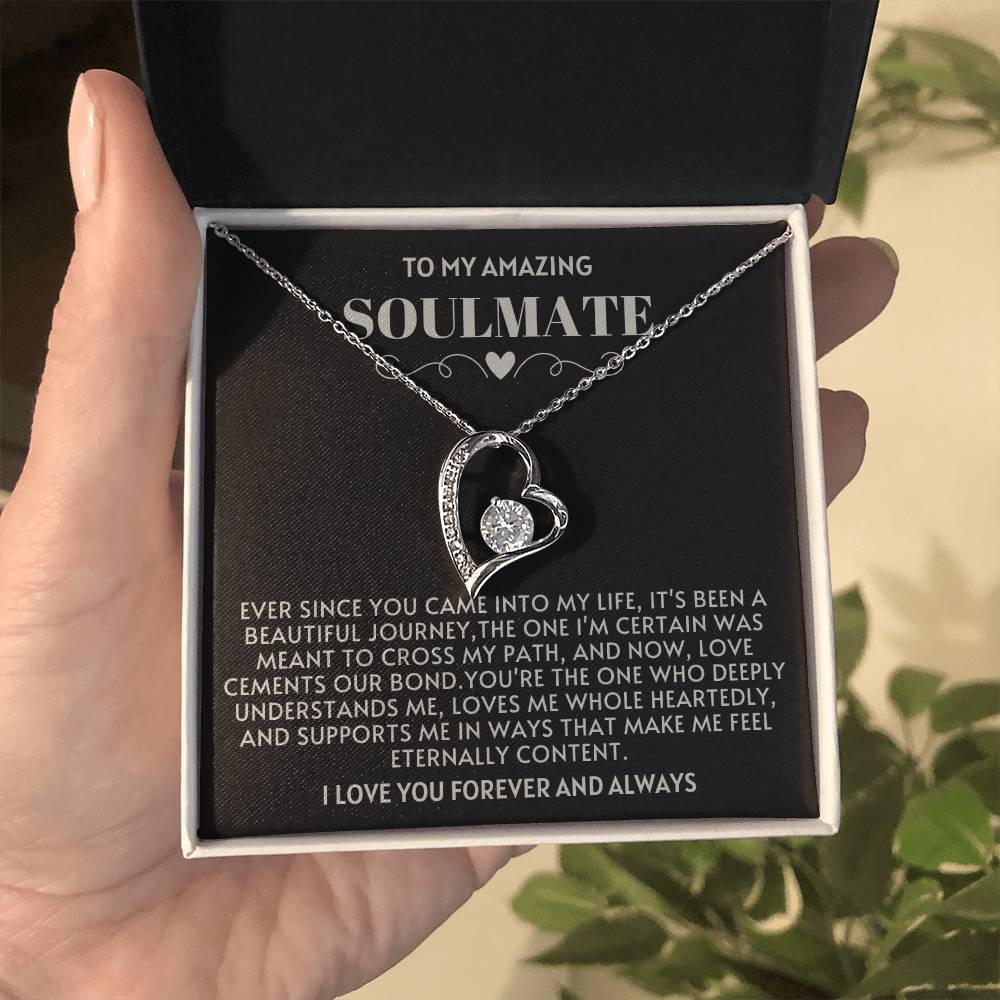 TO MY AMAZING
SOULMATE
EVER SINCE YOU CAME INTO MY LIFE, IT'S BEEN A
BEAUTIFUL JOURNEY,THE ONE I'M CERTAIN WAS
MEANT TO CROSS MY PATH, AND NOW, LOVE
CEMENTS OUR BOND.YOU'RE THE ONE WHO DEEPLY
UNDERSTANDS ME, LOVES ME WHOLE HEARTEDLY,
AND SUPPORTS ME IN WAYS THAT MAKE ME FEEL
ETERNALLY CONTENT.
I LOVE YOU FOREVER AND ALWAYS